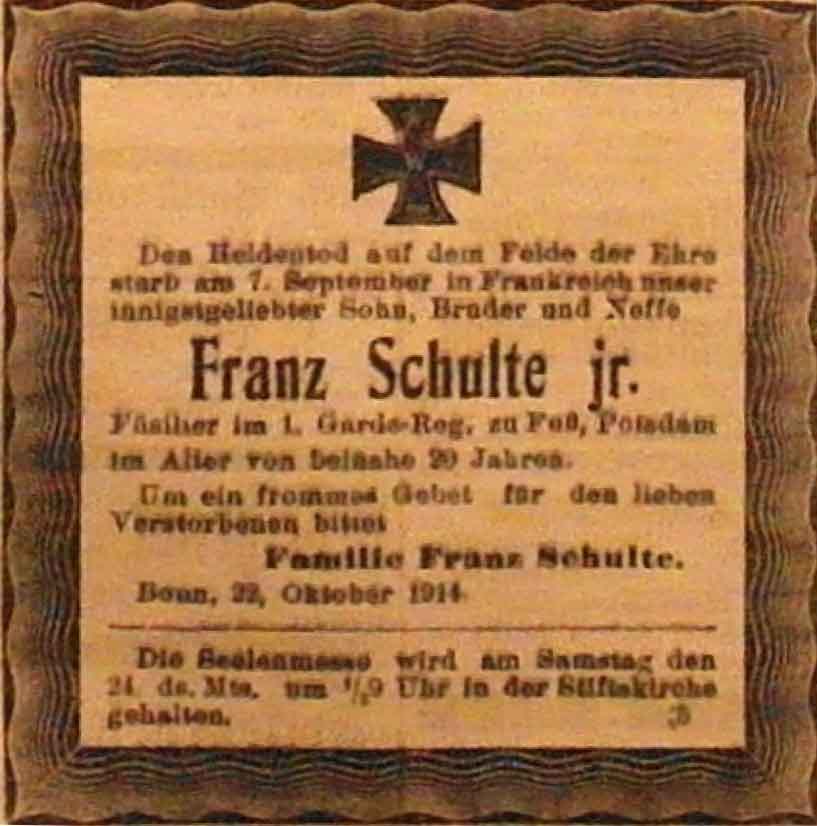 Den Heldentod auf dem Felde der Ehre
starb am 7. September in Frankreich unser
innigstgeliebter Sohn, Bruder und Neffe
Franz Schulte jr.
Füsilier im 1. Garde-Reg. zu Fuß, Potsdam
im Alter von beinahe 20 Jahren.
Um ein frommes Gebet für den lieben
Verstorbenen bittet
Familie Franz Schulte.
Bonn, 22. Oktober 1914.
Die Seelenmesse wird am Samstag den
24. ds. Mts. um 1/29 Uhr in der Stiftskirche
gehalten.